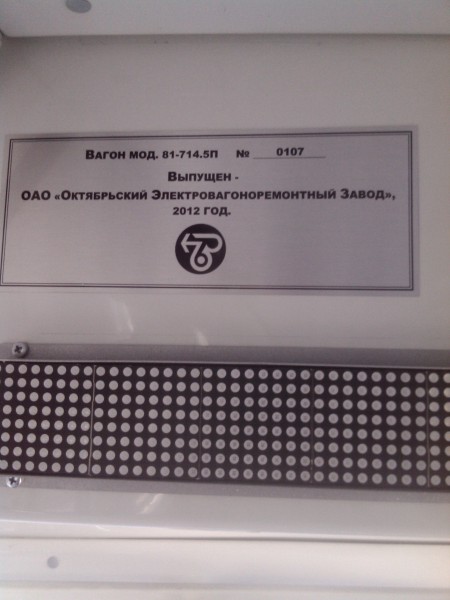 Вагон мод. 81-714.5П № 0107
Выпущен -
ОАО «Октябрьский Электровагоноремонтный Завод»,
2012 год.